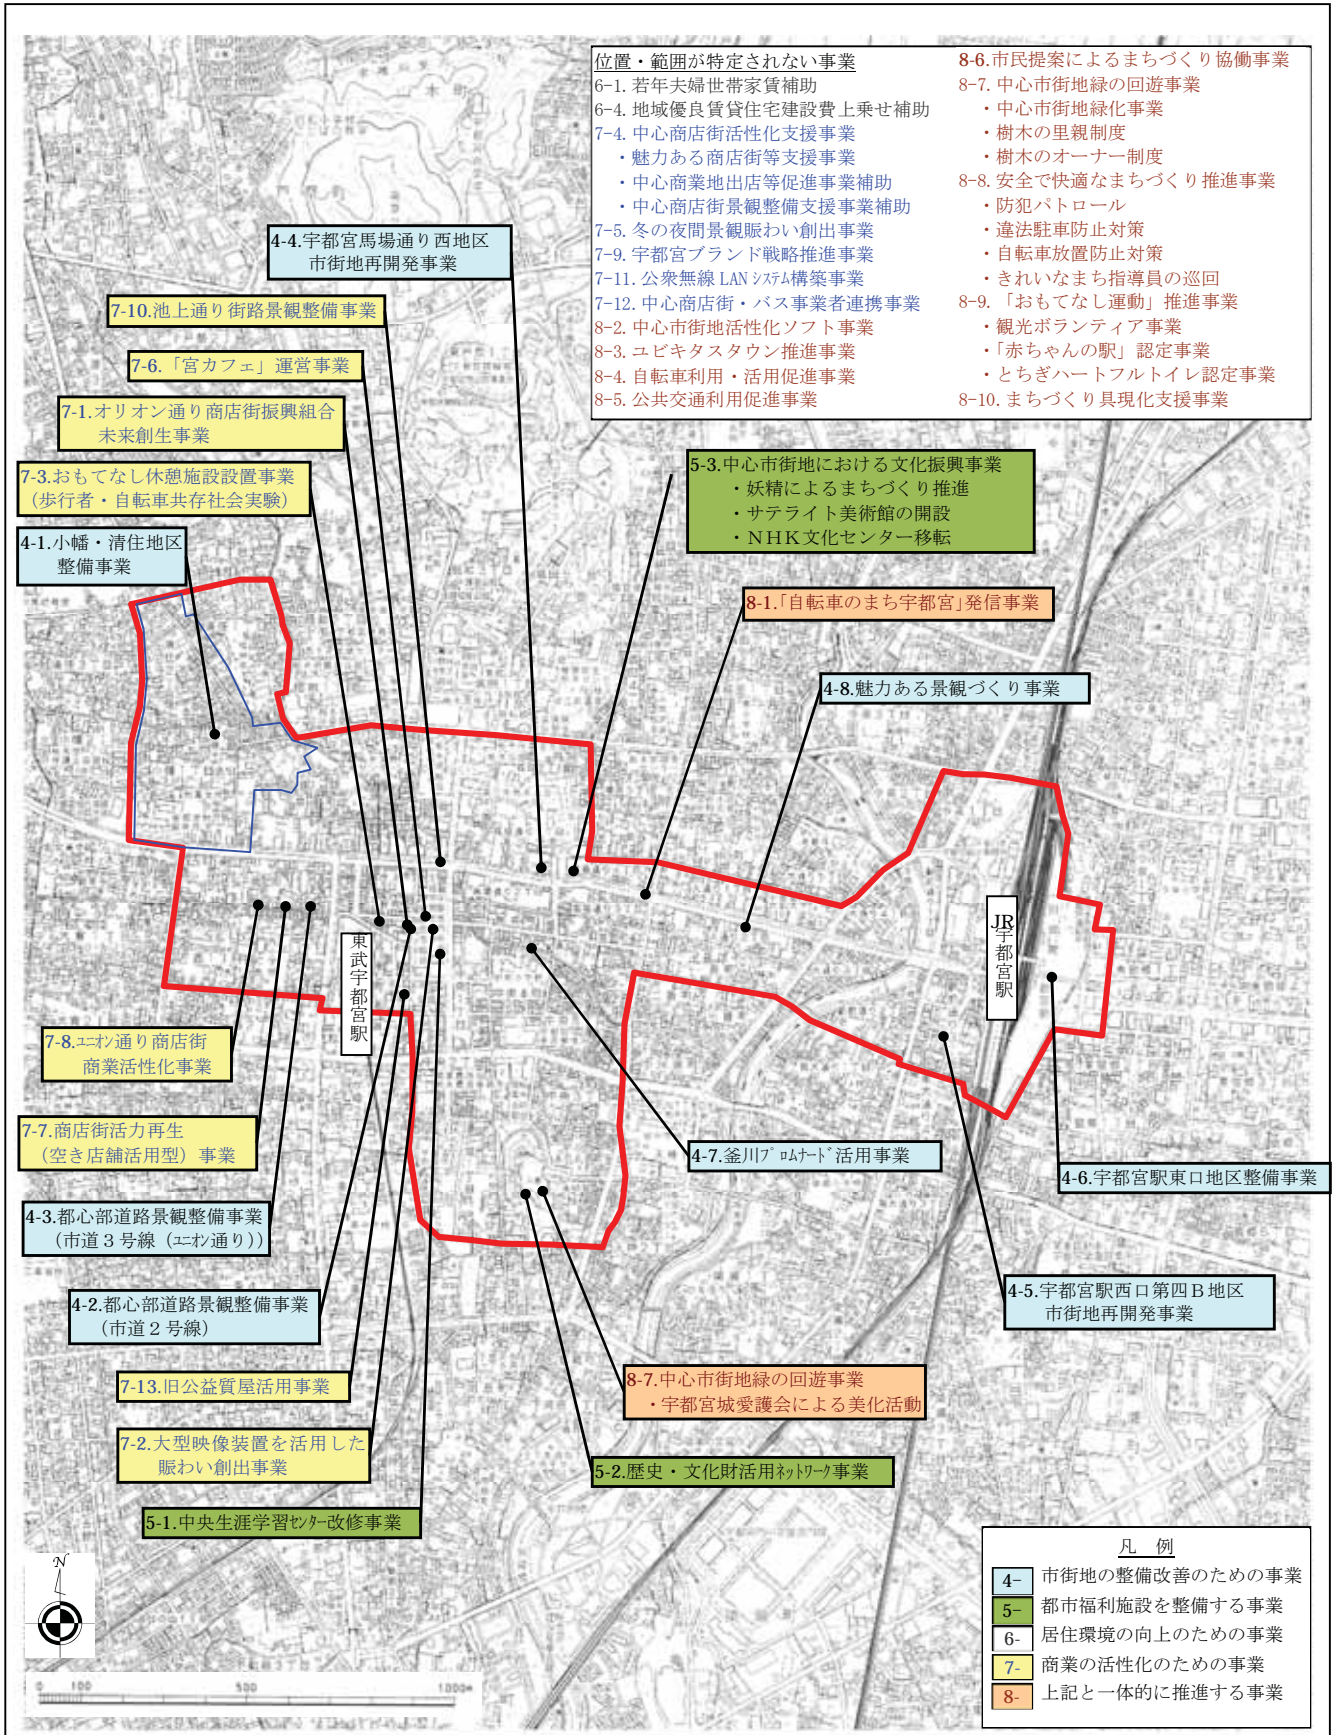 位置・範囲が特定されない事業
6-1. 若年夫婦世帯家賃補助
6-4. 地域優良賃貸住宅建設費上乗せ補助
7-4. 中心商店街活性化支援事業
・魅力ある商店街等支援事業
・中心商業地出店等促進事業補助
・中心商店街景観整備支援事業補助
7-5. 冬の夜間景観賑わい創出事業
7-9. 宇都宮ブランド戦略推進事業
7-11. 公衆無線 LAN システム構築事業
7-12. 中心商店街・バス事業者連携事業
8-2. 中心市街地活性化ソフト事業
8-3. ユビキタスタウン推進事業
8-4. 自転車利用・活用促進事業
8-5. 公共交通利用促進事業
8-6.市民提案によるまちづくり協働事業
8-7. 中心市街地緑の回遊事業
・中心市街地緑化事業
・樹木の里親制度
・樹木のオーナー制度
8-8. 安全で快適なまちづくり推進事業
・防犯パトロール
・違法駐車防止対策
・自転車放置防止対策
・きれいなまち指導員の巡回
8-9. 「おもてなし運動」推進事業
・観光ボランティア事業
・「赤ちゃんの駅」認定事業
・とちぎハートフルトイレ認定事業
8-10. まちづくり具現化支援事業
4-4.宇都宮馬場通り西地区
市街地再開発事業
7-10.池上通り街路景観整備事業
7-6.「宮カフェ」運営事業
7-1.オリオン通り商店街振興組合
未来創生事業
7-3.おもてなし休憩施設設置事業
（歩行者・自転車共存社会実験）
4-1.小幡・清住地区
整備事業
5-3.中心市街地における文化振興事業
・妖精によるまちづくり推進
・サテライト美術館の開設
・ＮＨＫ文化センター移転
8-1.「自転車のまち宇都宮」発信事業
4-8.魅力ある景観づくり事業
東武宇都宮駅
JR宇都宮駅
7-8.ユニオン通り商店街
商業活性化事業
7-7.商店街活力再生
（空き店舗活用型）事業
4-3.都心部道路景観整備事業
（市道３号線（ユニオン通り））
4-2.都心部道路景観整備事業
（市道２号線）
7-13.旧公益質屋活用事業
7-2.大型映像装置を活用した
賑わい創出事業
5-1.中央生涯学習センター改修事業
4-7.釜川プロムナード活用事業
4-6.宇都宮駅東口地区整備事業
4-5.宇都宮駅西口第四Ｂ地区
市街地再開発事業
8-7.中心市街地緑の回遊事業
・宇都宮城愛護会による美化活動
5-2.歴史・文化財活用ネットワーク事業
凡　例
4- 市街地の整備改善のための事業
5- 都市福利施設を整備する事業
6- 居住環境の向上のための事業
7- 商業の活性化のための事業
8- 上記と一体的に推進する事業
N
0 100 500 1000m